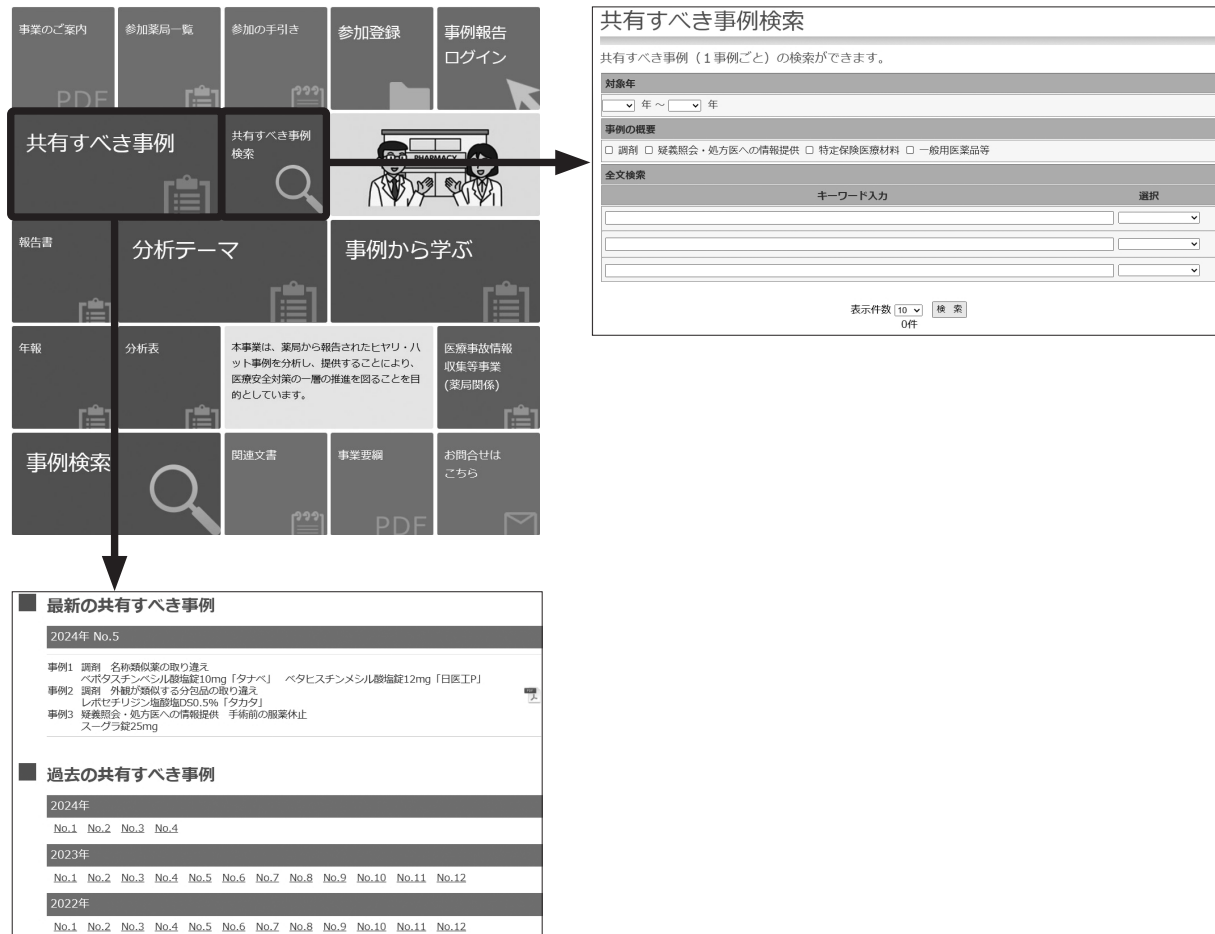 事業のご案内
PDF
参加薬局一覧
参加の手引き
参加登録
事例報告
ログイン
共有すべき事例
共有すべき事例
検索
PHARMACY
報告書
分析テーマ
事例から学ぶ
年報
分析表
本事業は、薬局から報告されたヒヤリ・ハ
ット事例を分析し、提供することにより、
医療安全対策の一層の推進を図ることを目
的としています。
医療事故情報
収集等事業
(薬局関係)
事例検索
関連文書
事業要綱
PDF
お問合せは
こちら
共有すべき事例検索
共有すべき事例（１事例ごと）の検索ができます。
対象年
年 ～ 年
事例の概要
調剤 疑義照会・処方医への情報提供 特定保険医療材料 一般用医薬品等
全文検索
キーワード入力 選択
表示件数 10 検 索
0件
最新の共有すべき事例
2024年 No.5
事例1 調剤 名称類似薬の取り違え
ベポタスチンベシル酸塩錠10mg「タナベ」 ベタヒスチンメシル酸塩錠12mg「日医工P」
事例2 調剤 外観が類似する分包品の取り違え
レボセチリジン塩酸塩DS0.5%「タカタ」
事例3 疑義照会・処方医への情報提供 手術前の服薬休止
スーグラ錠25mg
過去の共有すべき事例
2024年
No.1 No.2 No.3 No.4
2023年
No.1 No.2 No.3 No.4 No.5 No.6 No.7 No.8 No.9 No.10 No.11 No.12
2022年
No.1 No.2 No.3 No.4 No.5 No.6 No.7 No.8 No.9 No.10 No.11 No.12